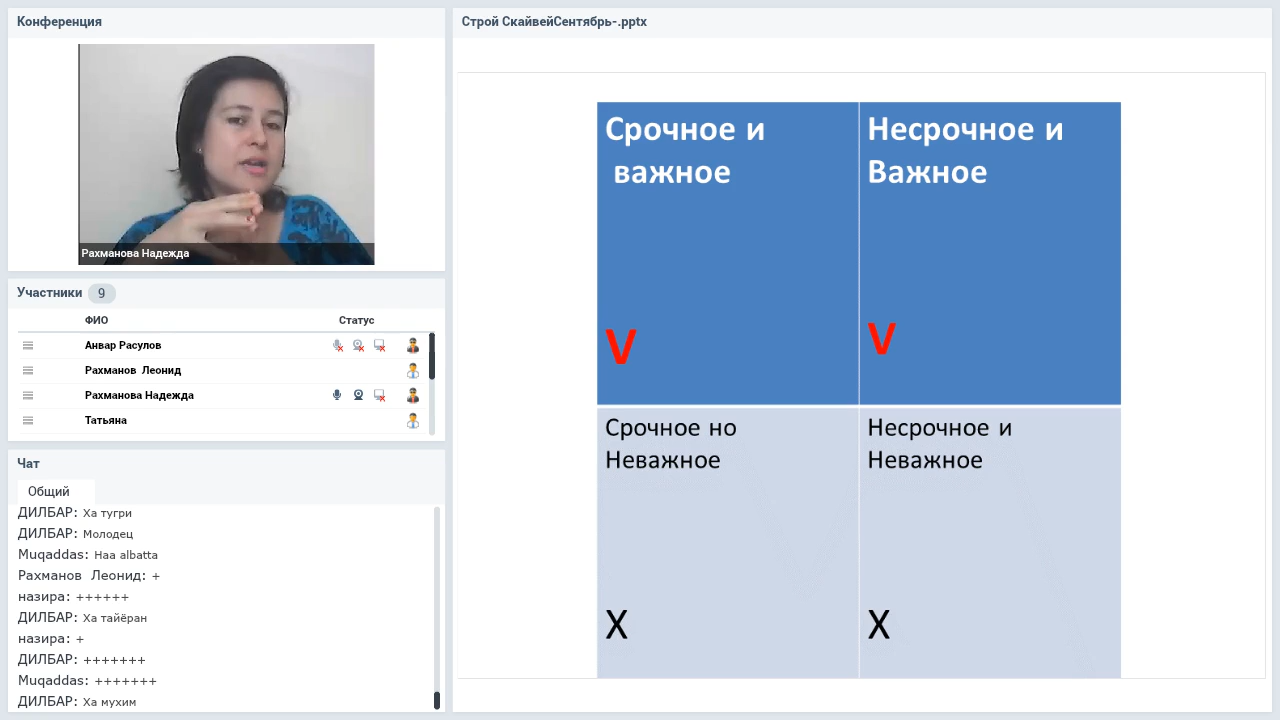 Конференция
Рахманова Надежда
Участники 9
ФИО Статус
Анвар Расулов
Рахманов Леонид
Рахманова Надежда
Татьяна
Чат
Общий
ДИЛБАР: Ха тугри
ДИЛБАР: Молодец
Muqaddas: Haa albatta
Рахманов Леонид: +
назира: ++++++
ДИЛБАР: Ха тайёран
назира: +
ДИЛБАР: +++++++
Muqaddas: +++++++
ДИЛБАР: Ха мухим
Строй СкайвейСентябрь-.pptx
Срочное и
важное
V
Несрочное и
Важное
V
Срочное но
Неважное
X
Несрочное и
Неважное
X